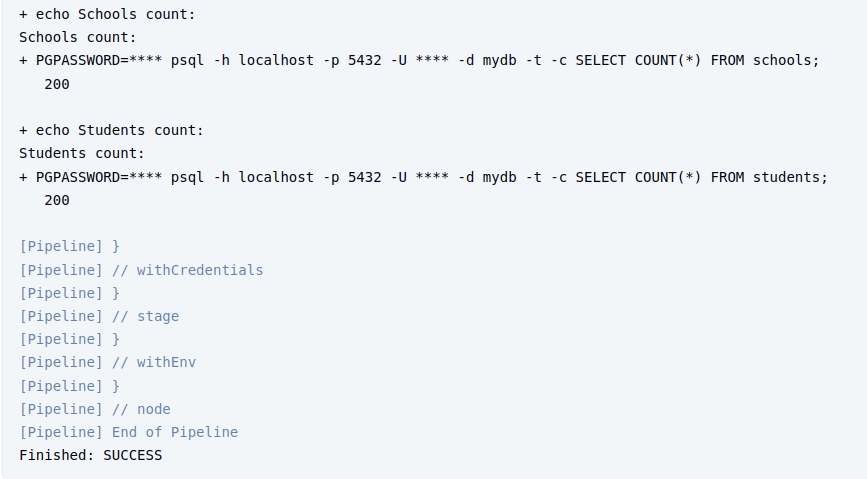 + echo Schools count:
Schools count:
+ PGPASSWORD=**** psql -h localhost -p 5432 -U **** -d mydb -t -c SELECT COUNT(*) FROM schools;
200
+ echo Students count:
Students count:
+ PGPASSWORD=**** psql -h localhost -p 5432 -U **** -d mydb -t -c SELECT COUNT(*) FROM students;
200
[Pipeline] }
[Pipeline] // withCredentials
[Pipeline] }
[Pipeline] // stage
[Pipeline] }
[Pipeline] // withEnv
[Pipeline] }
[Pipeline] // node
[Pipeline] End of Pipeline
Finished: SUCCESS